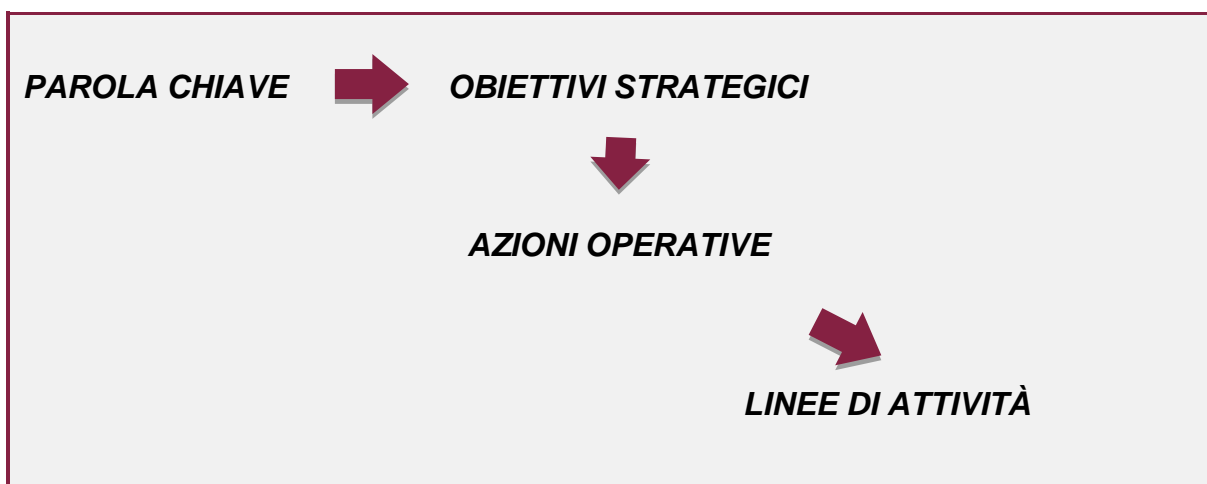 PAROLA CHIAVE OBIETTIVI STRATEGICI
AZIONI OPERATIVE
LINEE DI ATTIVITÀ